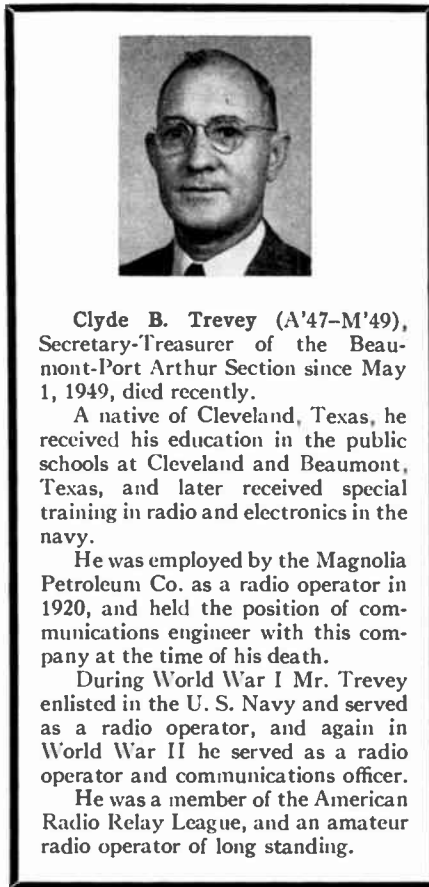 Clyde B. Trevey (A'47–M'49),
Secretary-Treasurer of the Beau-
mont-Port Arthur Section since May
1, 1949, died recently.
A native of Cleveland, Texas, he
received his education in the public
schools at Cleveland and Beaumont,
Texas, and later received special
training in radio and electronics in the
navy.
He was employed by the Magnolia
Petroleum Co. as a radio operator in
1920, and held the position of com-
munications engineer with this com-
pany at the time of his death.
During World War I Mr. Trevey
enlisted in the U. S. Navy and served
as a radio operator, and again in
World War II he served as a radio
operator and communications officer.
He was a member of the American
Radio Relay League, and an amateur
radio operator of long standing.